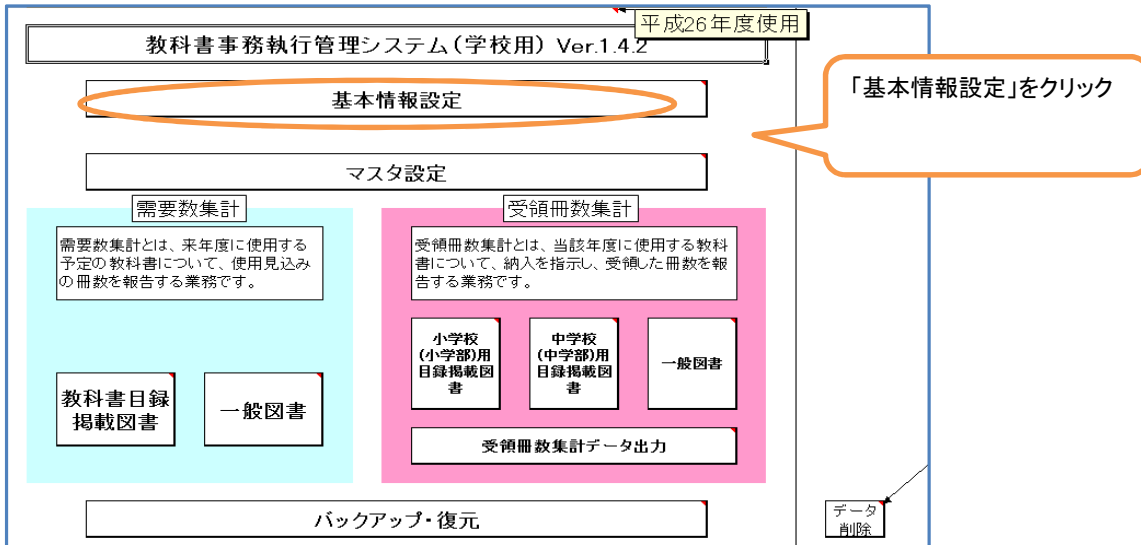 平成26年度使用
教科書事務執行管理システム(学校用) Ver.1.4.2
基本情報設定
「基本情報設定」をクリック
マスタ設定
需要数集計
需要数集計とは、来年度に使用する
予定の教科書について、使用見込み
の冊数を報告する業務です。
教科書目録
掲載図書
一般図書
受領冊数集計
受領冊数集計とは、当該年度に使用する教科
書について、納入を指示し、受領した冊数を報
告する業務です。
小学校
(小学部)用
目録掲載図
書
中学校
(中学部)用
目録掲載図
書
一般図書
受領冊数集計データ出力
バックアップ・復元
データ
削除